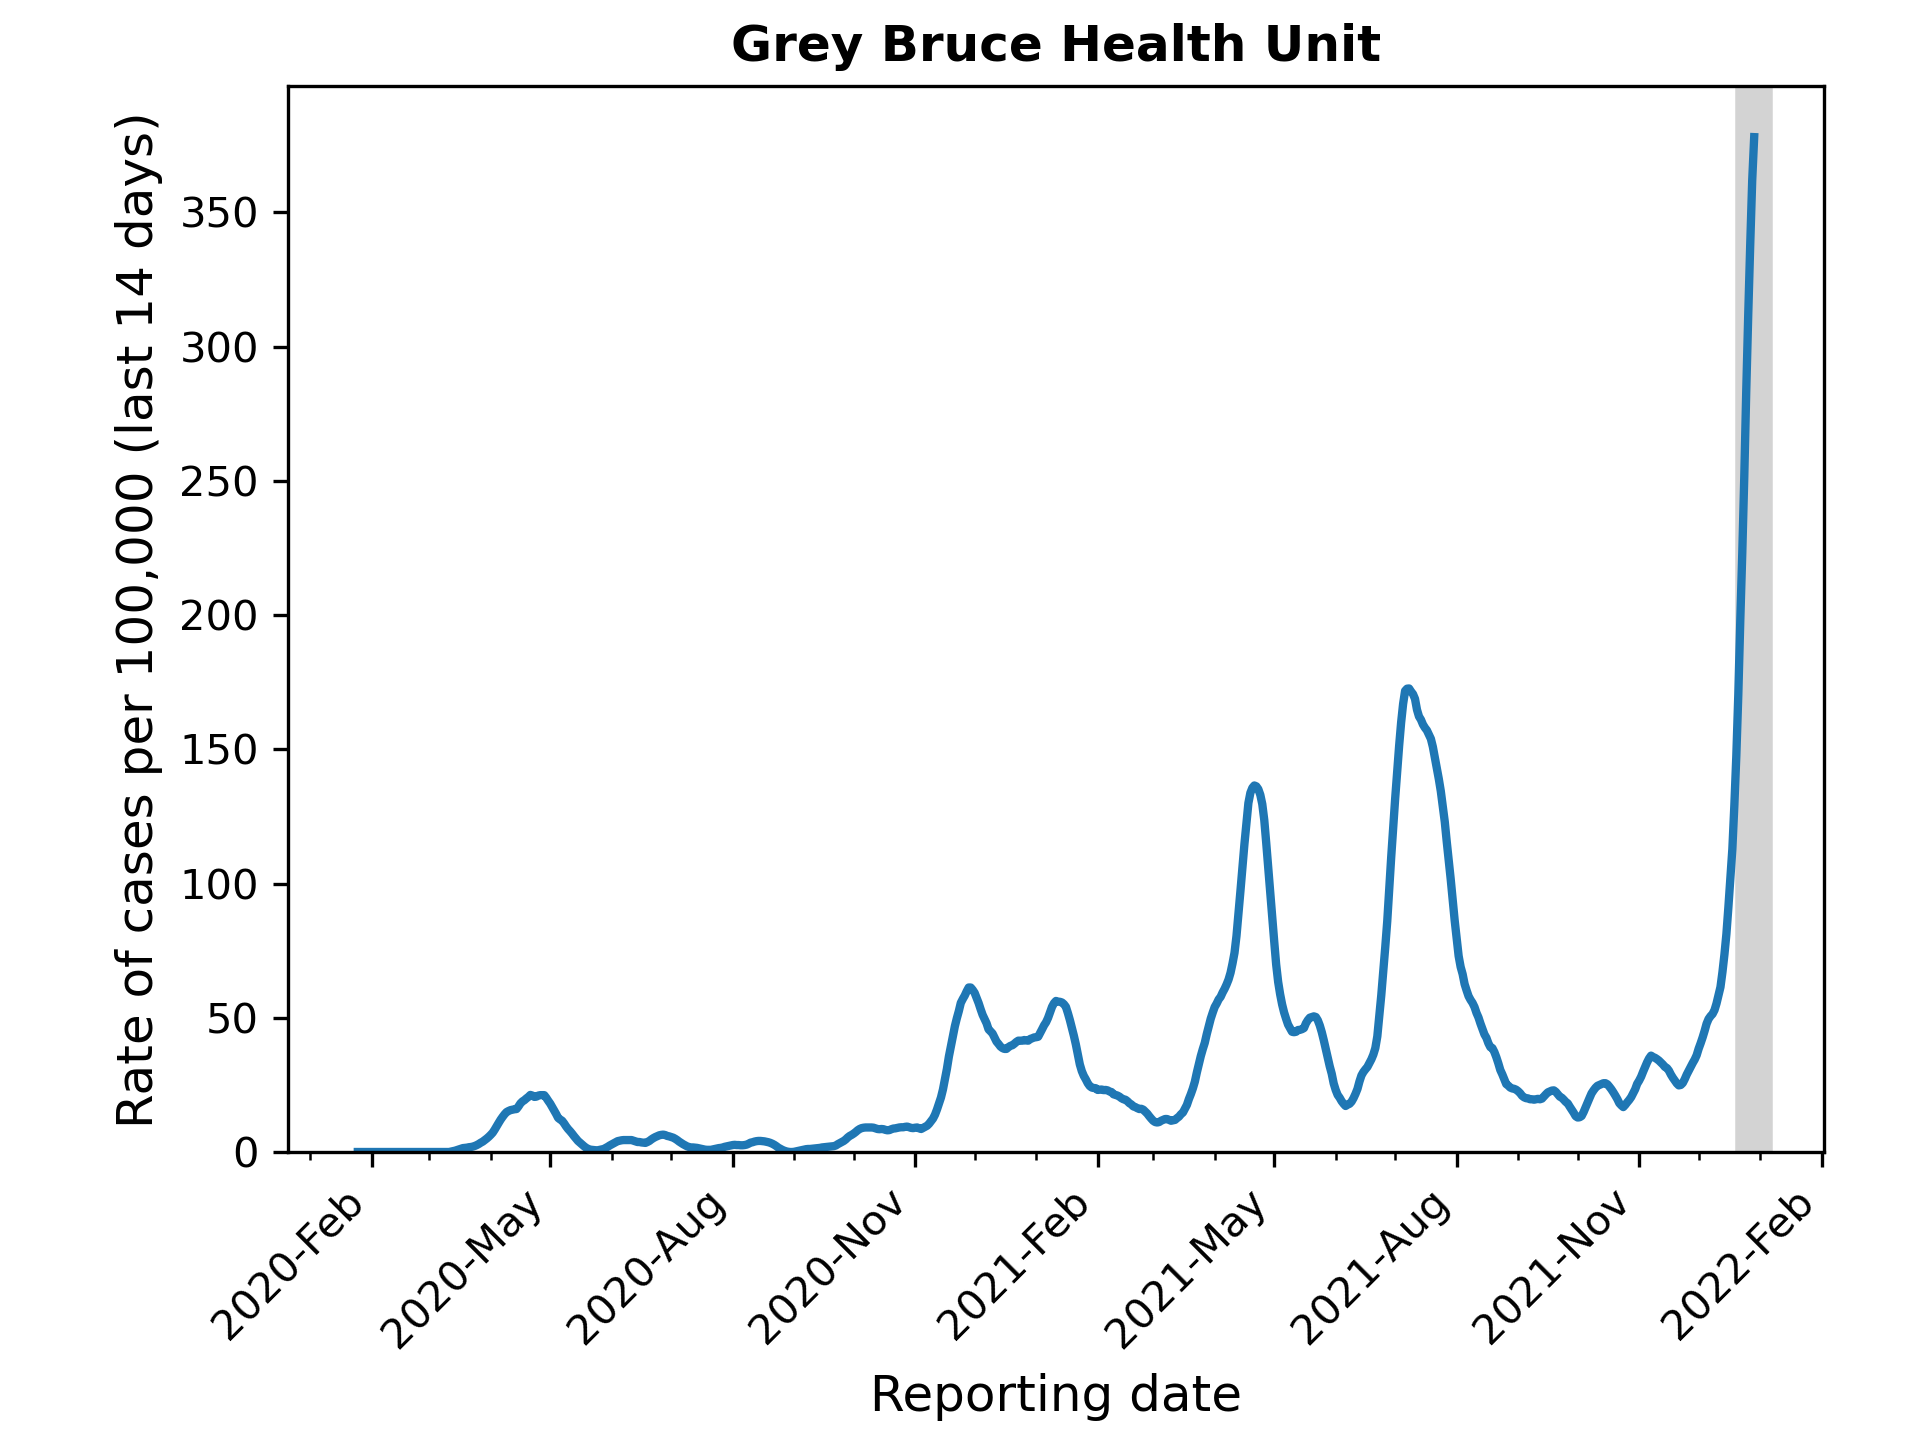 Grey Bruce Health Unit
Rate of cases per 100,000 (last 14 days)
350
300
250
200
150
100
50
0
2020-Feb
2020-May
2020-Aug
2020-Nov
2021-Feb
2021-May
2021-Aug
2021-Nov
2022-Feb
Reporting date